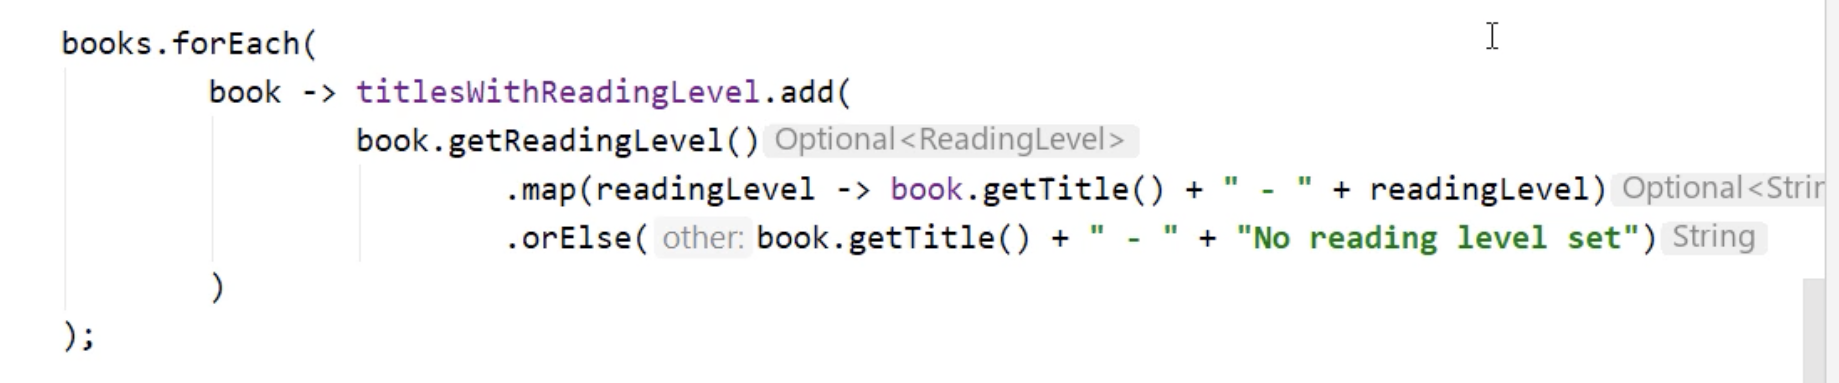 books.forEach(
book -> titlesWithReadingLevel.add(
book.getReadingLevel() Optional<ReadingLevel>
.map(readingLevel -> book.getTitle() + " - " + readingLevel) Optional<Strin
.orElse( other: book.getTitle() + " - " + "No reading level set") String
)
);